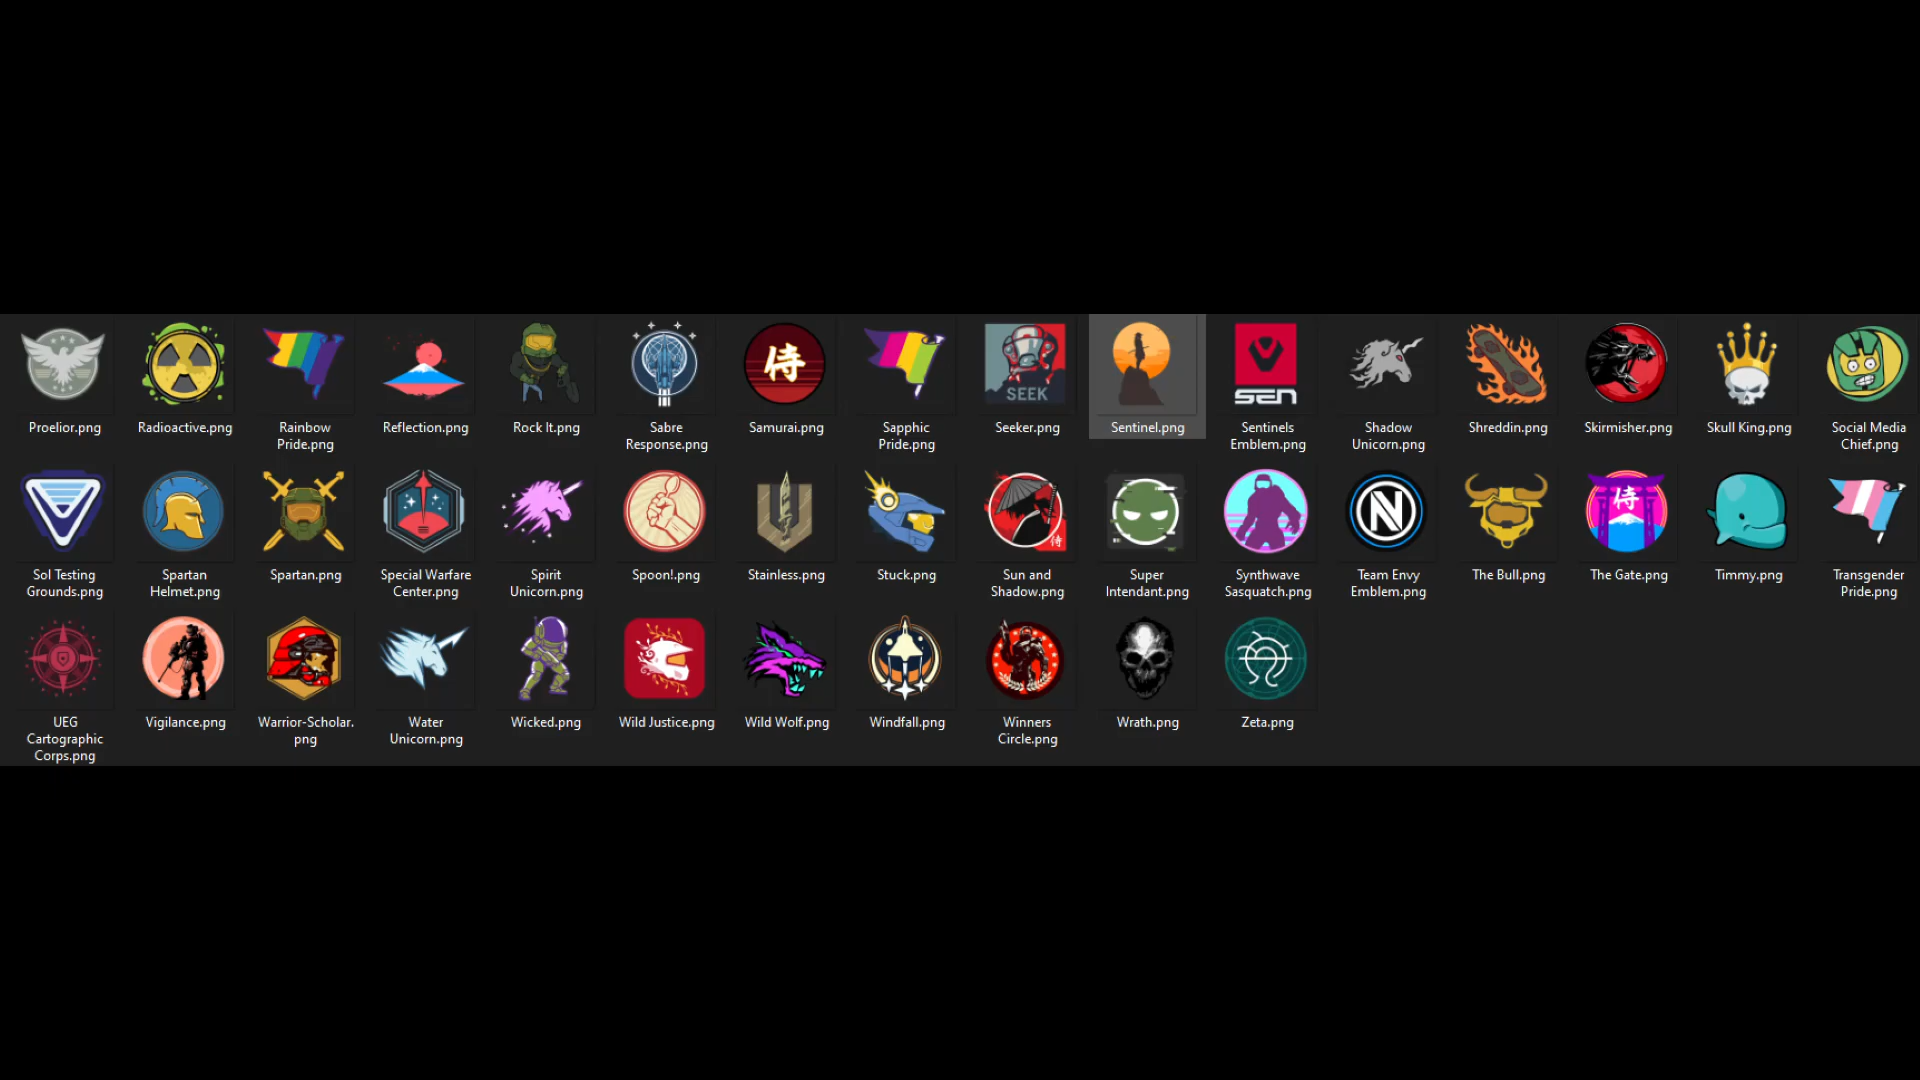 侍
SEEK
SEN
Proelior.png
Radioactive.png
Rainbow
Pride.png
Reflection.png
Rock It.png
Sabre
Response.png
Samurai.png
Sapphic
Pride.png
Seeker.png
Sentinel.png
Sentinels
Emblem.png
Shadow
Unicorn.png
Shreddin.png
Skirmisher.png
Skull King.png
Social Media
Chief.png
侍
N
侍
Sol Testing
Grounds.png
Spartan
Helmet.png
Spartan.png
Special Warfare
Center.png
Spirit
Unicorn.png
Spoon!.png
Stainless.png
Stuck.png
Sun and
Shadow.png
Super
Intendant.png
Synthwave
Sasquatch.png
Team Envy
Emblem.png
The Bull.png
The Gate.png
Timmy.png
Transgender
Pride.png
UEG
Cartographic
Corps.png
Vigilance.png
Warrior-Scholar.
png
Water
Unicorn.png
Wicked.png
Wild Justice.png
Wild Wolf.png
Windfall.png
Winners
Circle.png
Wrath.png
Zeta.png